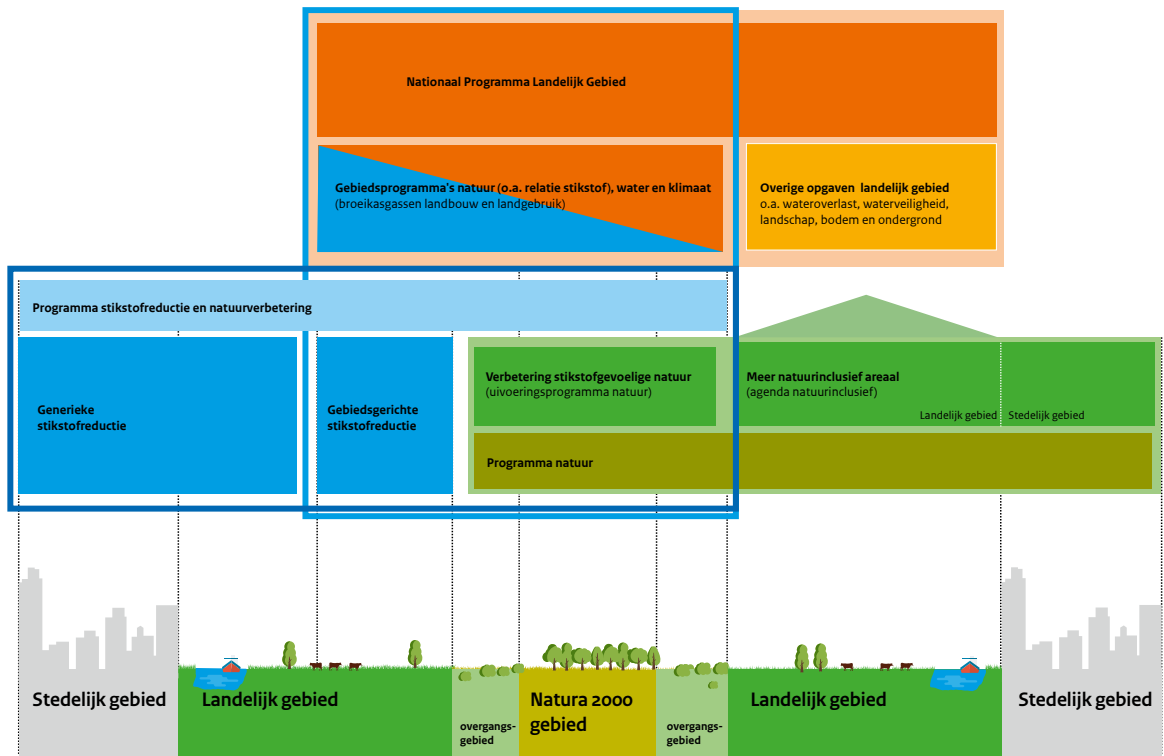 Nationaal Programma Landelijk Gebied
Gebiedsprogramma's natuur (o.a. relatie stikstof), water en klimaat
(broeikasgassen landbouw en landgebruik)
Overige opgaven landelijk gebied
o.a. wateroverlast, waterveiligheid,
landschap, bodem en ondergrond
Programma stikstofreductie en natuurverbetering
Generieke
stikstofreductie
Gebiedsgerichte
stikstofreductie
Verbetering stikstofgevoelige natuur
(uivoeringsprogramma natuur)
Meer natuurinclusief areaal
(agenda natuurinclusief)
Landelijk gebied
Stedelijk gebied
Programma natuur
Stedelijk gebied
Landelijk gebied
overgangs-
gebied
Natura 2000
gebied
overgangs-
gebied
Landelijk gebied
Stedelijk gebied